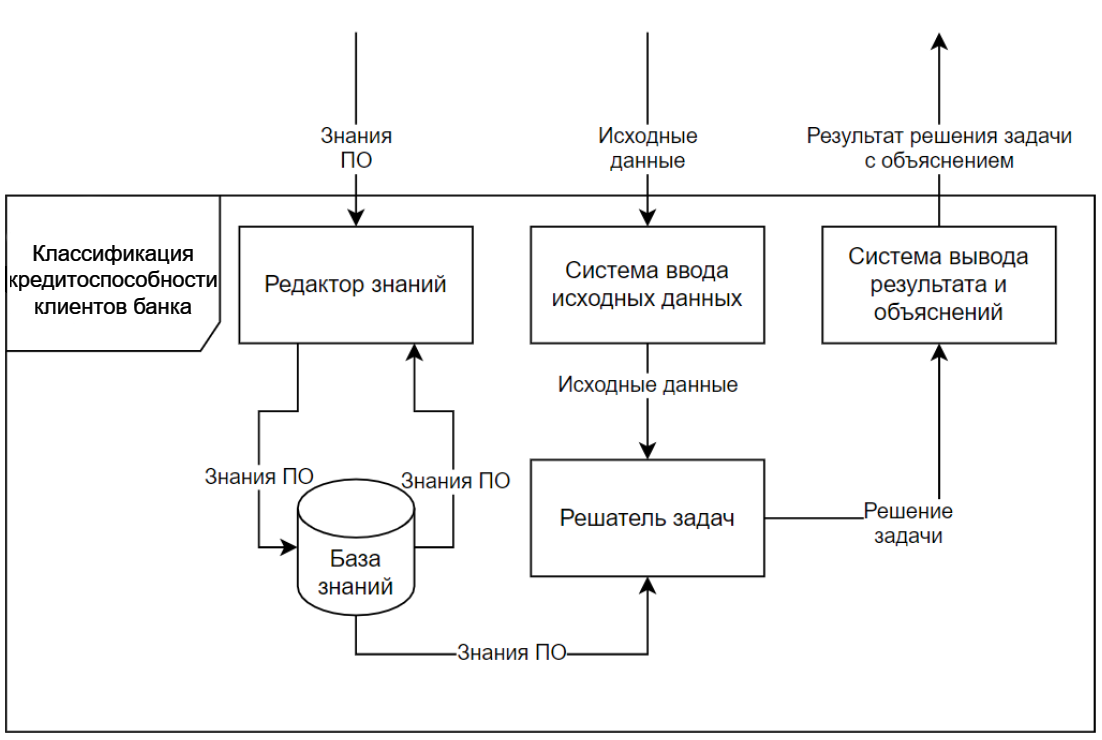 Знания
ПО
Исходные
данные
Результат решения задачи
с объяснением
Классификация
кредитоспособности
клиентов банка
Редактор знаний
Система ввода
исходных данных
Система вывода
результата и
объяснений
Исходные данные
Знания ПО
Знания ПО
База
знаний
Решатель задач
Решение
задачи
Знания ПО